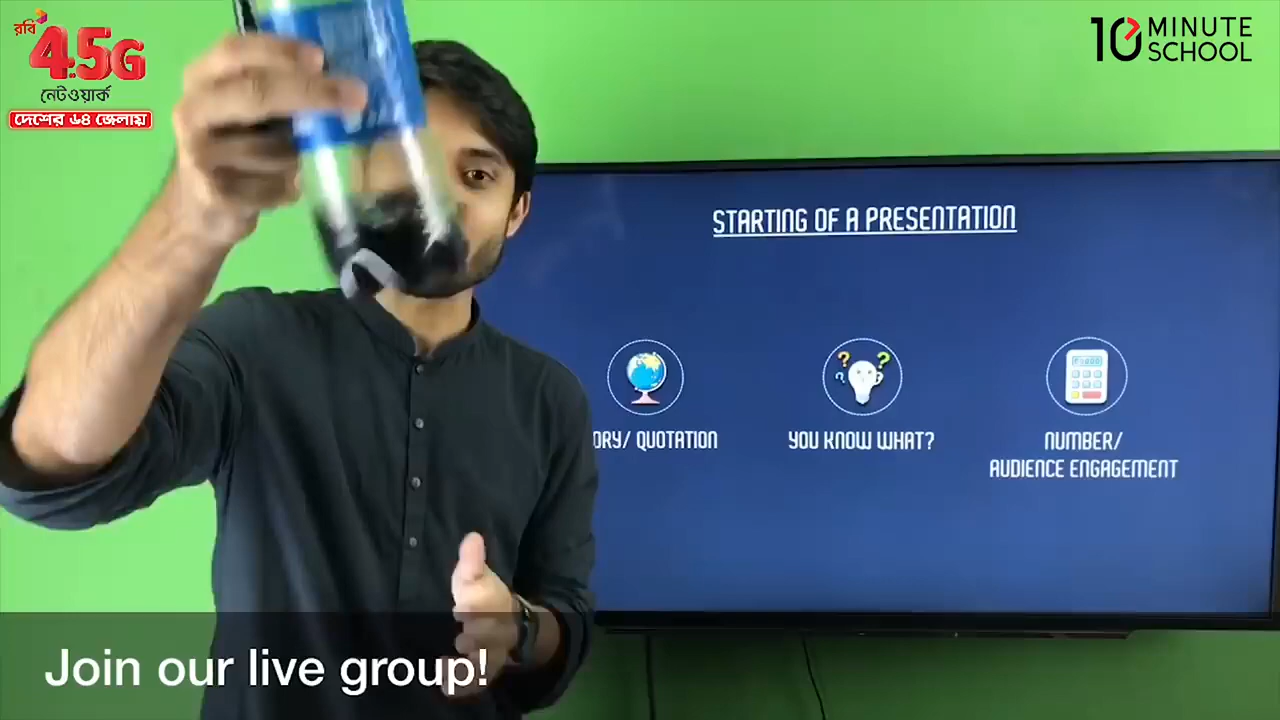 রবি
4.5G
নেটওয়ার্ক
দেশের ৬৪ জেলায়
10 MINUTE
SCHOOL
STARTING OF A PRESENTATION
ORY/ QUOTATION
YOU KNOW WHAT?
NUMBER/
AUDIENCE ENGAGEMENT
Join our live group!